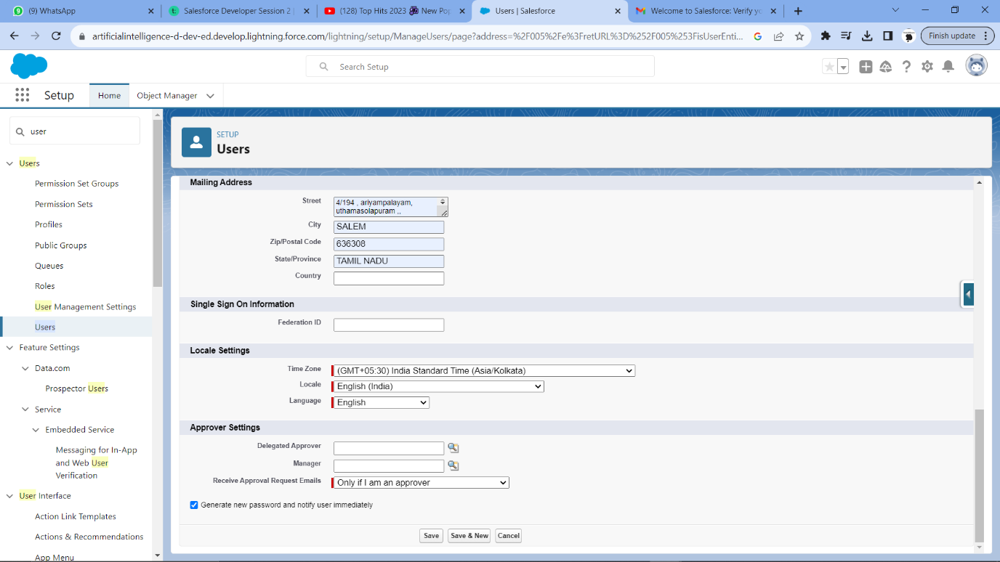 (9) WhatsApp
Salesforce Developer Session 2 |
(128) Top Hits 2023 🎧 New Pop
Users | Salesforce
Welcome to Salesforce: Verify yo
artificialintelligence-d-dev-ed.develop.lightning.force.com/lightning/setup/ManageUsers/page?address=%2F005%2Fe%3FretURL%3D%252F005%253FisUserEnti...
Finish update
Search Setup
Setup
Home
Object Manager
user
Users
Permission Set Groups
Permission Sets
Profiles
Public Groups
Queues
Roles
User Management Settings
Users
Feature Settings
Data.com
Prospector Users
Service
Embedded Service
Messaging for In-App
and Web User
Verification
User Interface
Action Link Templates
Actions & Recommendations
App Menu
SETUP
Users
Mailing Address
Street
4/194 , ariyampalayam,
uthamasolapuram ,,
City
SALEM
Zip/Postal Code
636308
State/Province
TAMIL NADU
Country
Single Sign On Information
Federation ID
Locale Settings
Time Zone
(GMT+05:30) India Standard Time (Asia/Kolkata)
Locale
English (India)
Language
English
Approver Settings
Delegated Approver
Manager
Receive Approval Request Emails
Only if I am an approver
Generate new password and notify user immediately
Save
Save & New
Cancel